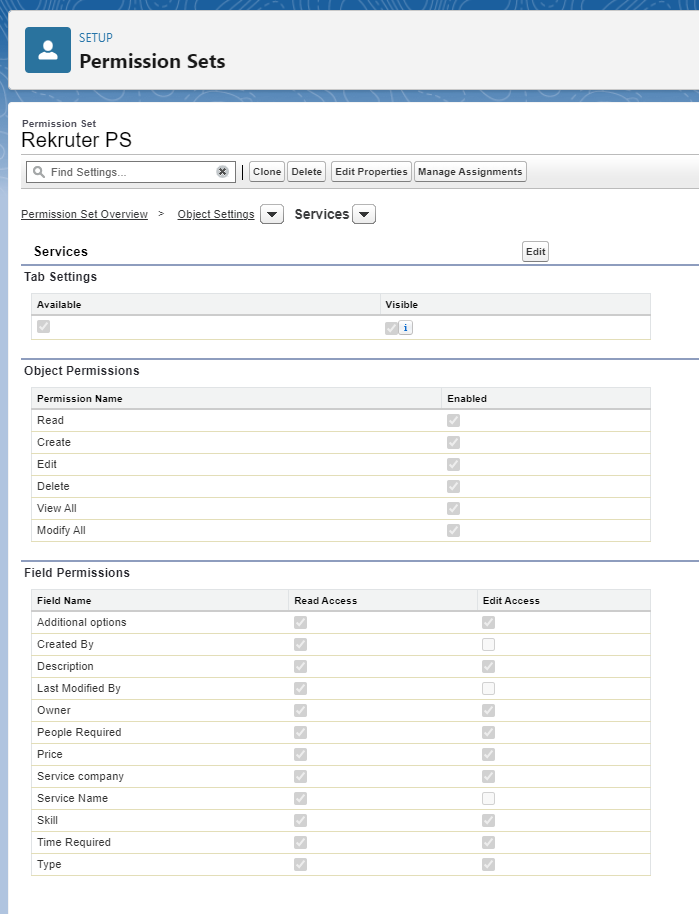 SETUP
Permission Sets
Permission Set
Rekruter PS
Find Settings... Clone Delete Edit Properties Manage Assignments
Permission Set Overview > Object Settings Services
Services Edit
Tab Settings
Available Visible
i
Object Permissions
Permission Name Enabled
Read
Create
Edit
Delete
View All
Modify All
Field Permissions
Field Name Read Access Edit Access
Additional options
Created By
Description
Last Modified By
Owner
People Required
Price
Service company
Service Name
Skill
Time Required
Type